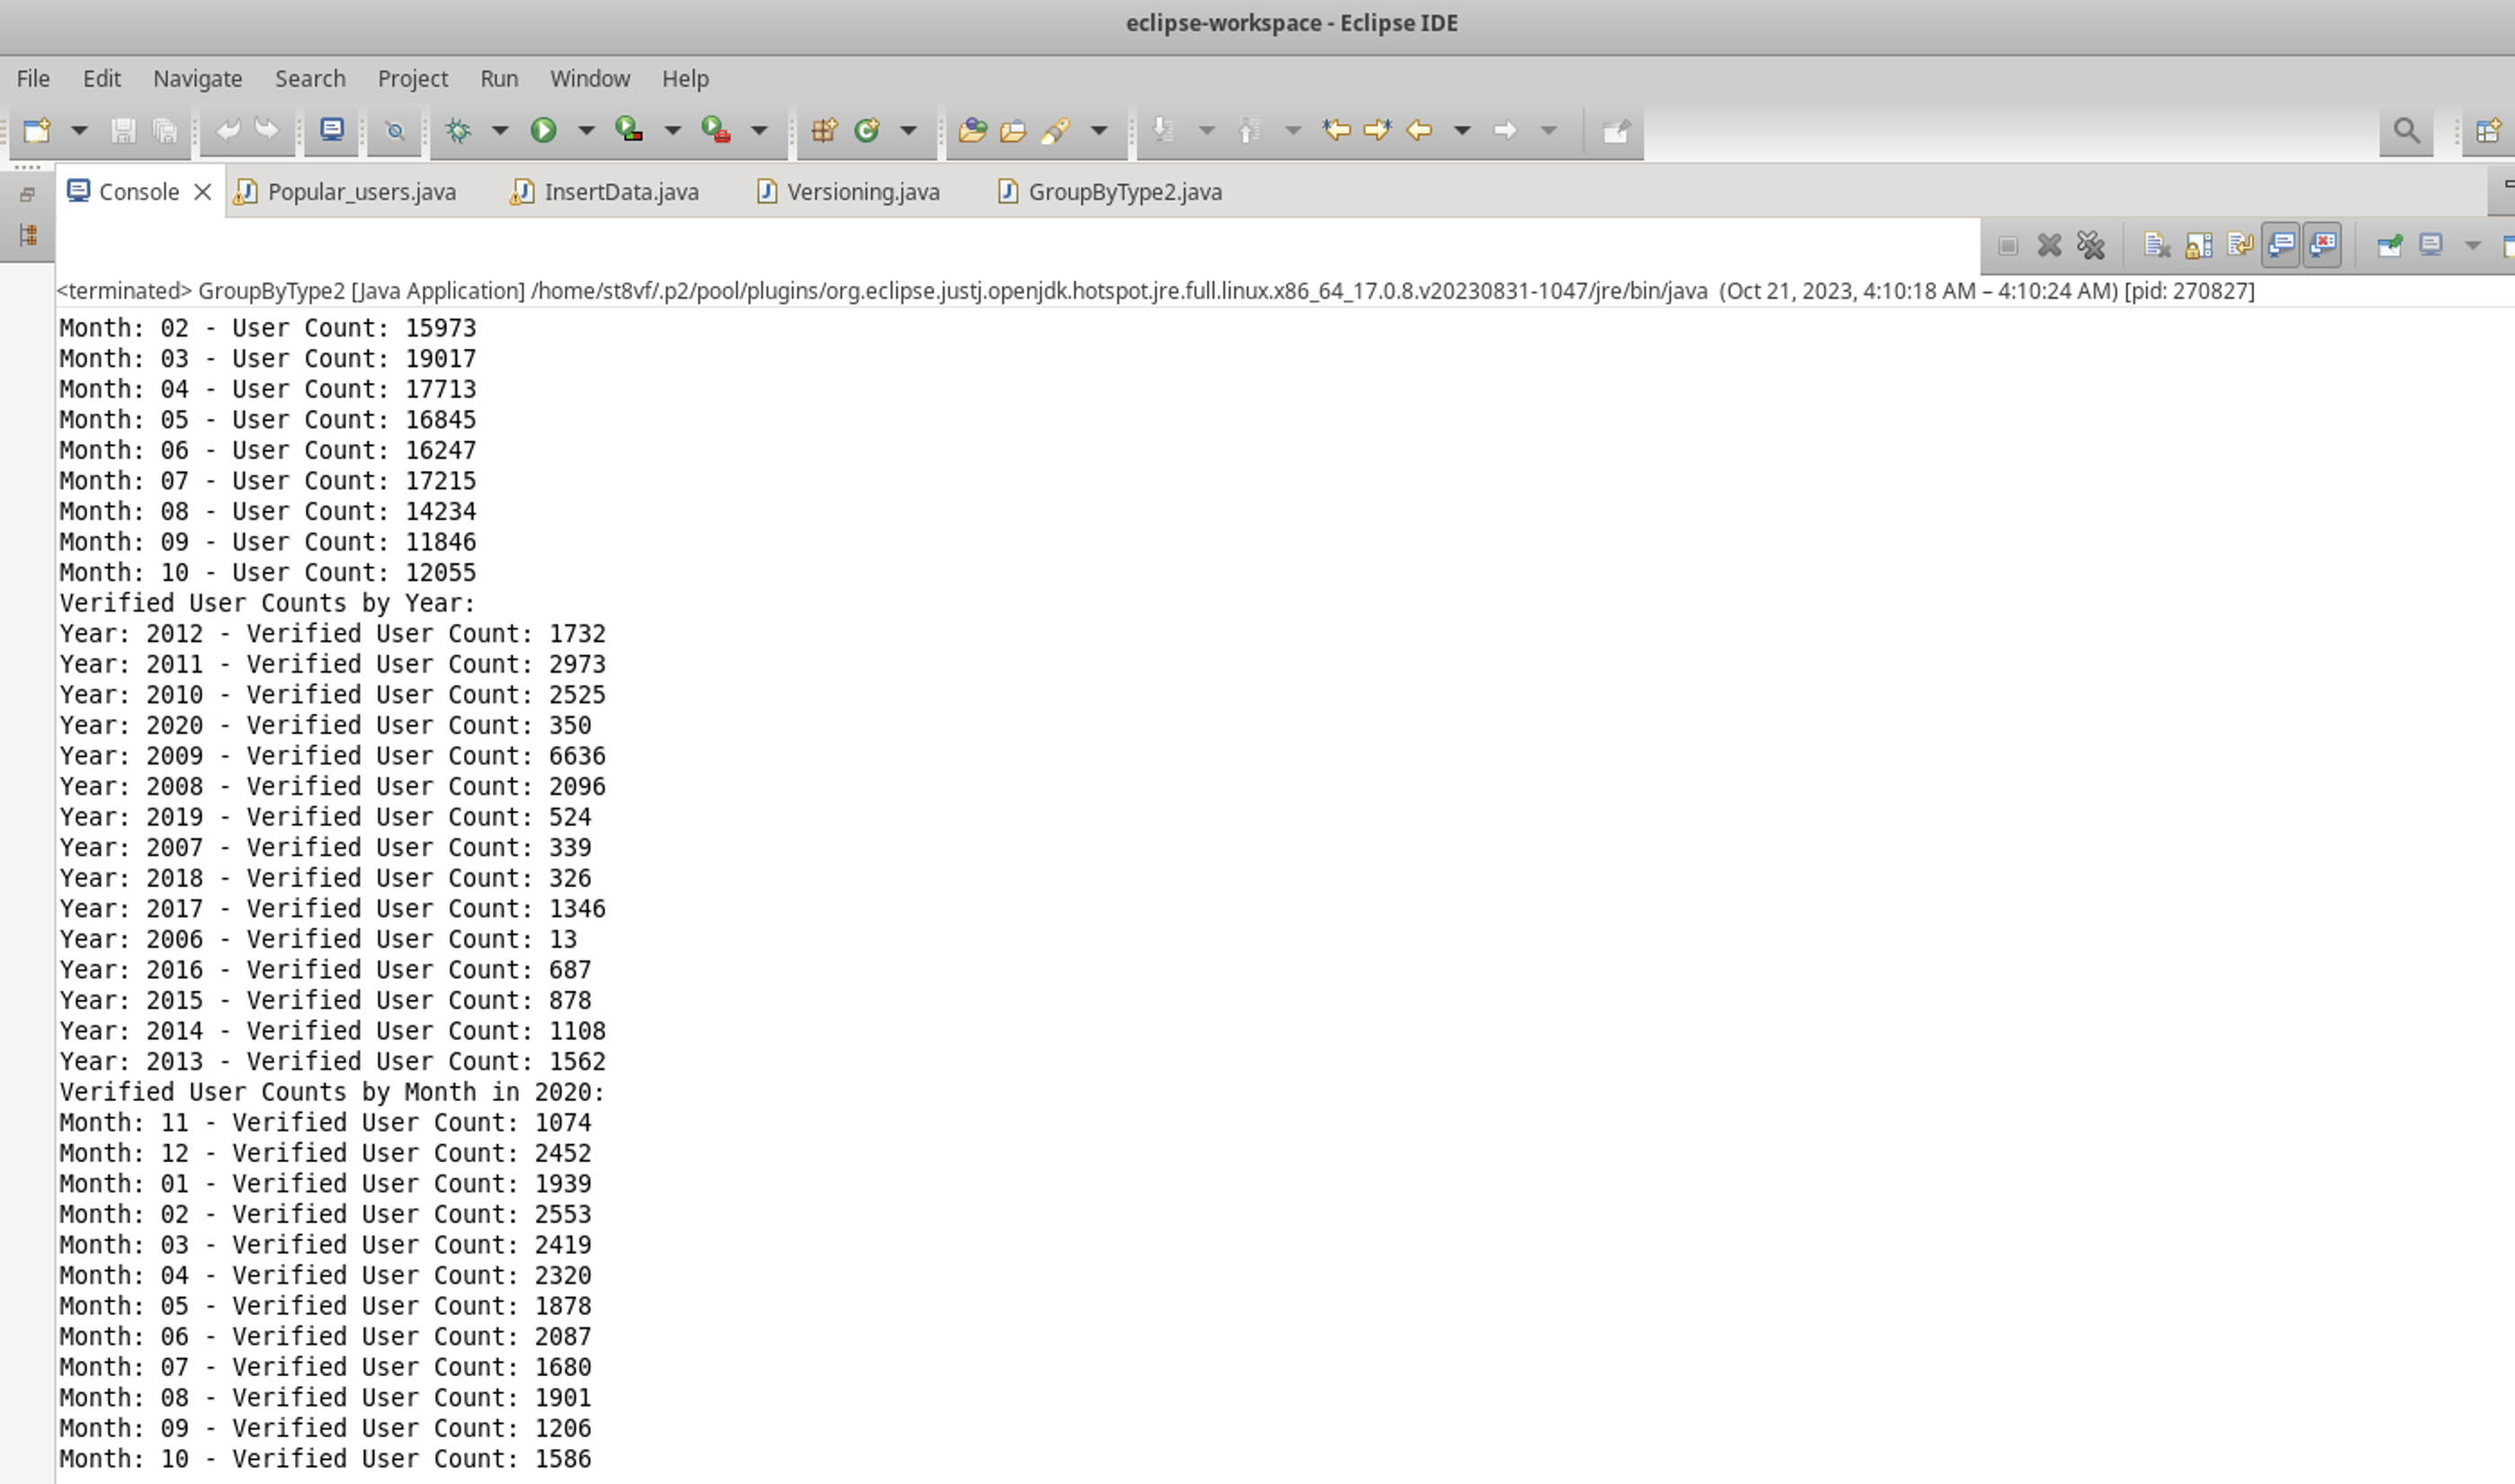 eclipse-workspace - Eclipse IDE
File Edit Navigate Search Project Run Window Help
Console Popular_users.java InsertData.java Versioning.java GroupByType2.java
<terminated> GroupByType2 [Java Application] /home/st8vf/.p2/pool/plugins/org.eclipse.justj.openjdk.hotspot.jre.full.linux.x86_64_17.0.8.v20230831-1047/jre/bin/java (Oct 21, 2023, 4:10:18 AM – 4:10:24 AM) [pid: 270827]
Month: 02 - User Count: 15973
Month: 03 - User Count: 19017
Month: 04 - User Count: 17713
Month: 05 - User Count: 16845
Month: 06 - User Count: 16247
Month: 07 - User Count: 17215
Month: 08 - User Count: 14234
Month: 09 - User Count: 11846
Month: 10 - User Count: 12055
Verified User Counts by Year:
Year: 2012 - Verified User Count: 1732
Year: 2011 - Verified User Count: 2973
Year: 2010 - Verified User Count: 2525
Year: 2020 - Verified User Count: 350
Year: 2009 - Verified User Count: 6636
Year: 2008 - Verified User Count: 2096
Year: 2019 - Verified User Count: 524
Year: 2007 - Verified User Count: 339
Year: 2018 - Verified User Count: 326
Year: 2017 - Verified User Count: 1346
Year: 2006 - Verified User Count: 13
Year: 2016 - Verified User Count: 687
Year: 2015 - Verified User Count: 878
Year: 2014 - Verified User Count: 1108
Year: 2013 - Verified User Count: 1562
Verified User Counts by Month in 2020:
Month: 11 - Verified User Count: 1074
Month: 12 - Verified User Count: 2452
Month: 01 - Verified User Count: 1939
Month: 02 - Verified User Count: 2553
Month: 03 - Verified User Count: 2419
Month: 04 - Verified User Count: 2320
Month: 05 - Verified User Count: 1878
Month: 06 - Verified User Count: 2087
Month: 07 - Verified User Count: 1680
Month: 08 - Verified User Count: 1901
Month: 09 - Verified User Count: 1206
Month: 10 - Verified User Count: 1586